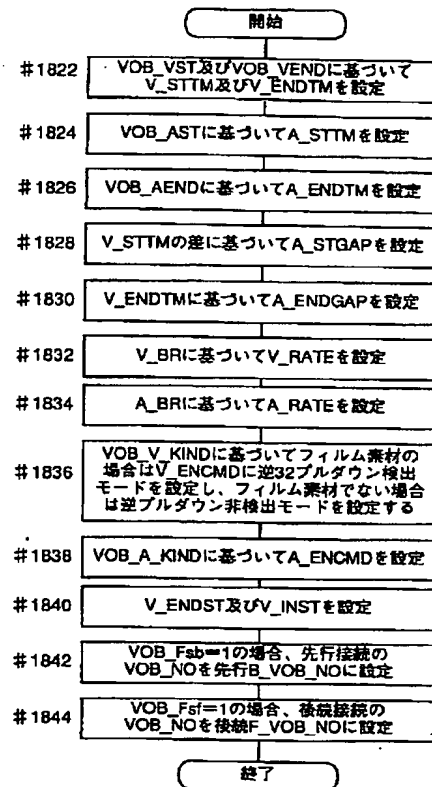 開始
#1822
VOB_VST及びVOB_VENDに基づいて
V_STTM及びV_ENDTMを設定
#1824
VOB_ASTに基づいてA_STTMを設定
#1826
VOB_AENDに基づいてA_ENDTMを設定
#1828
V_STTMの差に基づいてA_STGAPを設定
#1830
V_ENDTMに基づいてA_ENDGAPを設定
#1832
V_BRに基づいてV_RATEを設定
#1834
A_BRに基づいてA_RATEを設定
#1836
VOB_V_KINDに基づいてフィルム素材の
場合はV_ENCMDに逆32プルダウン検出
モードを設定し、フィルム素材でない場合
は逆プルダウン非検出モードを設定する
#1838
VOB_A_KINDに基づいてA_ENCMDを設定
#1840
V_ENDST及びV_INSTを設定
#1842
VOB_Fsb=1の場合、先行接続の
VOB_NOを先行B_VOB_NOに設定
#1844
VOB_Fsf=1の場合、後続接続の
VOB_NOを後続F_VOB_NOに設定
終了